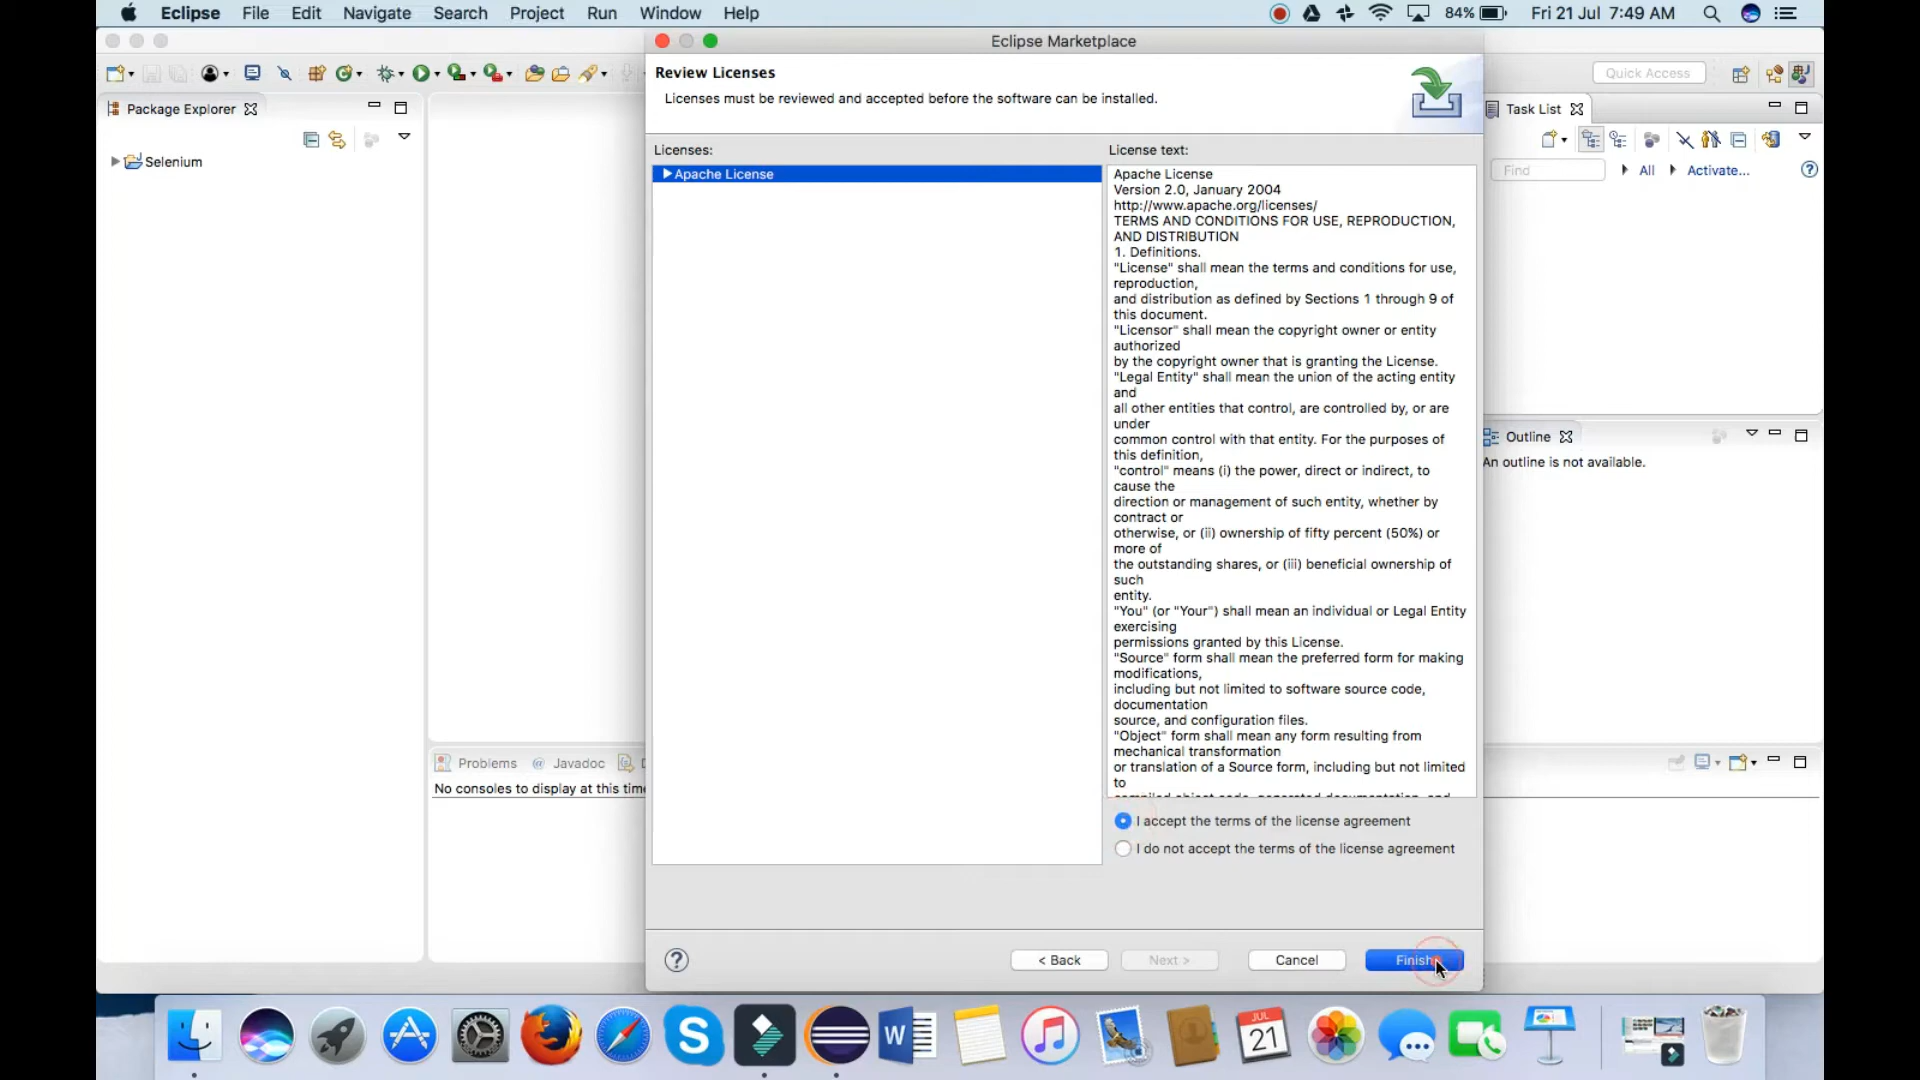 Eclipse File Edit Navigate Search Project Run Window Help 84% Fri 21 Jul 7:49 AM
Eclipse Marketplace
Review Licenses
Licenses must be reviewed and accepted before the software can be installed.
Quick Access
Package Explorer
Selenium
Task List
Find All Activate...
Outline
An outline is not available.
Licenses:
Apache License
License text:
Apache License
Version 2.0, January 2004
http://www.apache.org/licenses/
TERMS AND CONDITIONS FOR USE, REPRODUCTION,
AND DISTRIBUTION
1. Definitions.
"License" shall mean the terms and conditions for use,
reproduction,
and distribution as defined by Sections 1 through 9 of
this document.
"Licensor" shall mean the copyright owner or entity
authorized
by the copyright owner that is granting the License.
"Legal Entity" shall mean the union of the acting entity
and
all other entities that control, are controlled by, or are
under
common control with that entity. For the purposes of
this definition,
"control" means (i) the power, direct or indirect, to
cause the
direction or management of such entity, whether by
contract or
otherwise, or (ii) ownership of fifty percent (50%) or
more of
the outstanding shares, or (iii) beneficial ownership of
such
entity.
"You" (or "Your") shall mean an individual or Legal Entity
exercising
permissions granted by this License.
"Source" form shall mean the preferred form for making
modifications,
including but not limited to software source code,
documentation
source, and configuration files.
"Object" form shall mean any form resulting from
mechanical transformation
or translation of a Source form, including but not limited
to
compiled object code, generated documentation, and
I accept the terms of the license agreement
I do not accept the terms of the license agreement
Problems @ Javadoc
No consoles to display at this time
? < Back Next > Cancel Finish
JUL
21